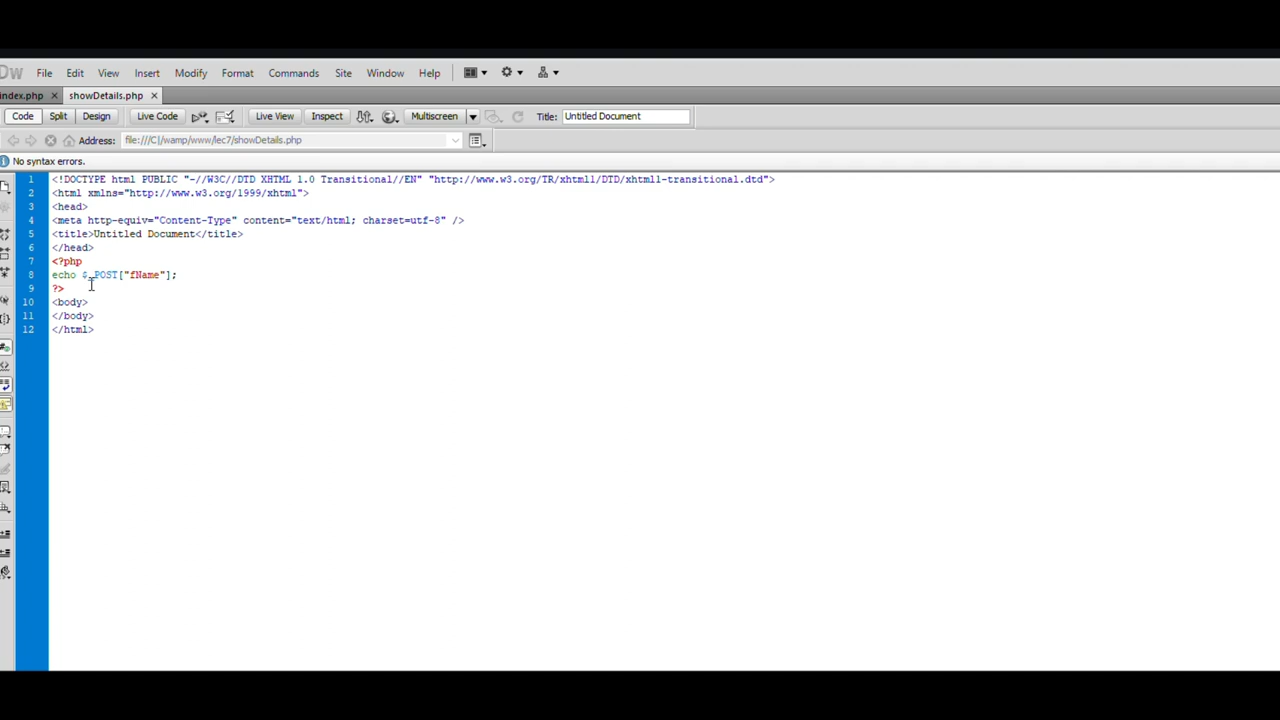 Dw File Edit View Insert Modify Format Commands Site Window Help
index.php × showDetails.php ×
Code Split Design Live Code Live View Inspect Multiscreen Title: Untitled Document
Address: file:///C|/wamp/www/lec7/showDetails.php
No syntax errors.
1 <!DOCTYPE html PUBLIC "-//W3C//DTD XHTML 1.0 Transitional//EN" "http://www.w3.org/TR/xhtml1/DTD/xhtml1-transitional.dtd">
2 <html xmlns="http://www.w3.org/1999/xhtml">
3 <head>
4 <meta http-equiv="Content-Type" content="text/html; charset=utf-8" />
5 <title>Untitled Document</title>
6 </head>
7 <?php
8 echo $_POST["fName"];
9 ?>
10 <body>
11 </body>
12 </html>